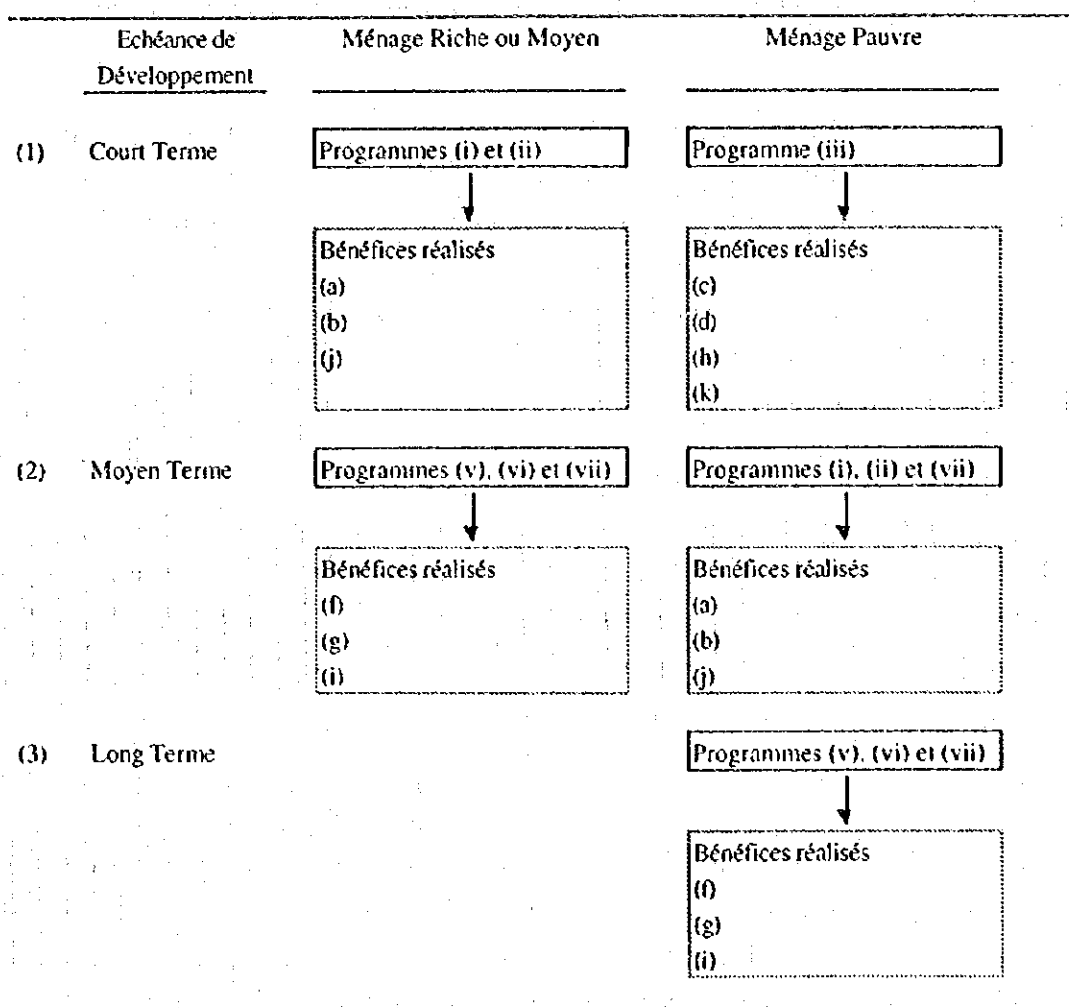 Echéance de Développement
Ménage Riche ou Moyen
Ménage Pauvre
(1) Court Terme
Programmes (i) et (ii)
Programme (iii)
Bénéfices réalisés
(a)
(b)
(j)
Bénéfices réalisés
(c)
(d)
(h)
(k)
(2) Moyen Terme
Programmes (v), (vi) et (vii)
Programmes (i), (ii) et (vii)
Bénéfices réalisés
(f)
(g)
(i)
Bénéfices réalisés
(a)
(b)
(j)
(3) Long Terme
Programmes (v), (vi) et (vii)
Bénéfices réalisés
(f)
(g)
(i)